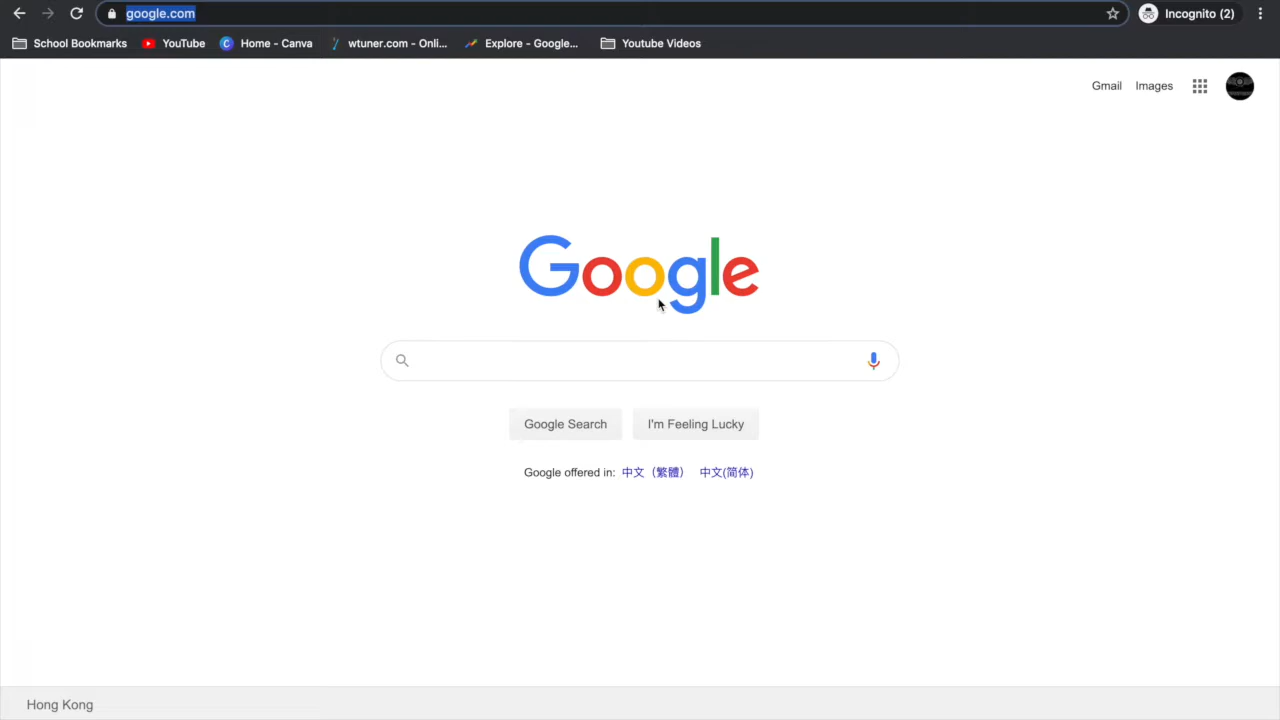 google.com
Incognito (2)
School Bookmarks
YouTube
Home - Canva
wtuner.com - Onli...
Explore - Google...
Youtube Videos
Gmail
Images
Google
Google Search
I'm Feeling Lucky
Google offered in: 中文（繁體） 中文(简体)
Hong Kong